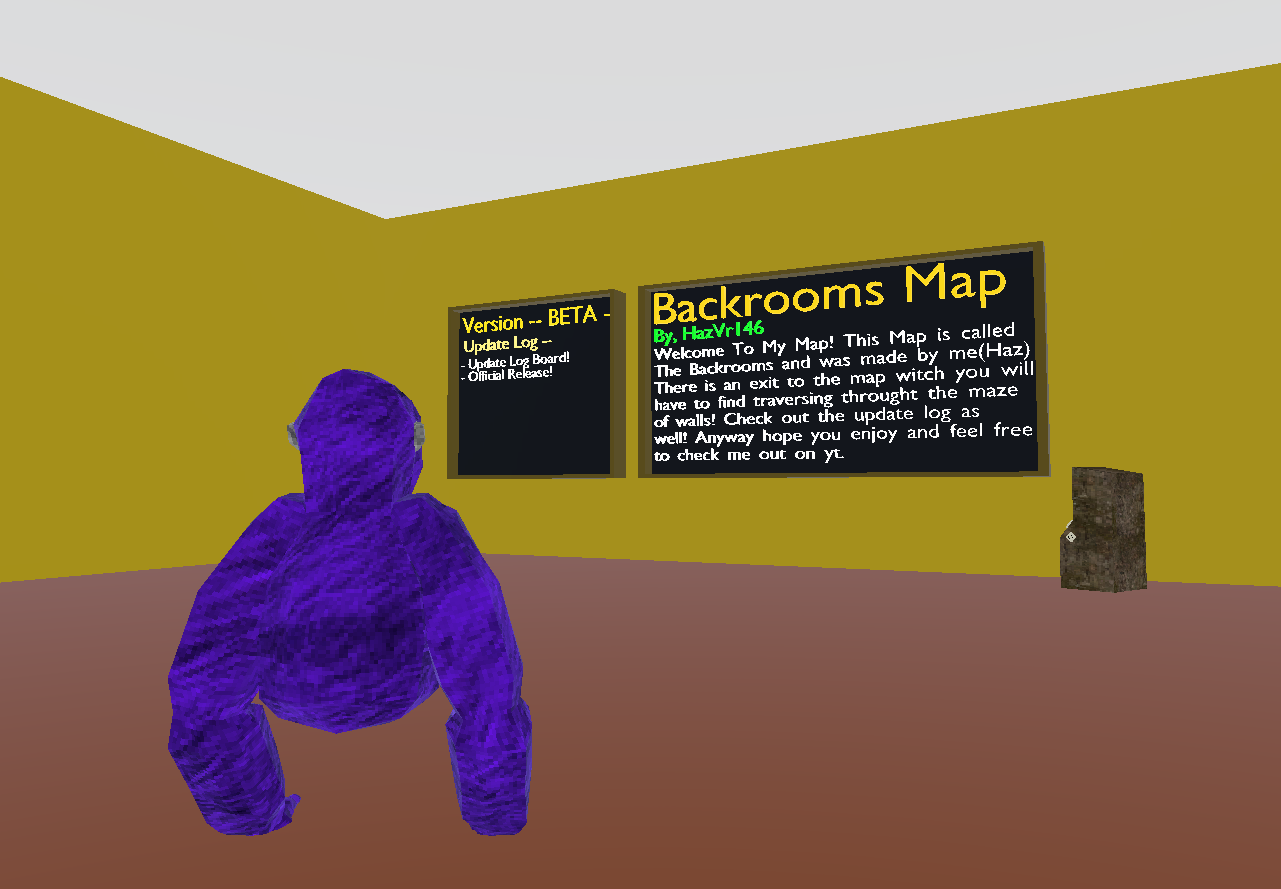 Version -- BETA -
Update Log --
- Update Log Board!
- Official Release!
Backrooms Map
By, HazVr146
Welcome To My Map! This Map is called
The Backrooms and was made by me(Haz)
There is an exit to the map witch you will
have to find traversing throught the maze
of walls! Check out the update log as
well! Anyway hope you enjoy and feel free
to check me out on yt.